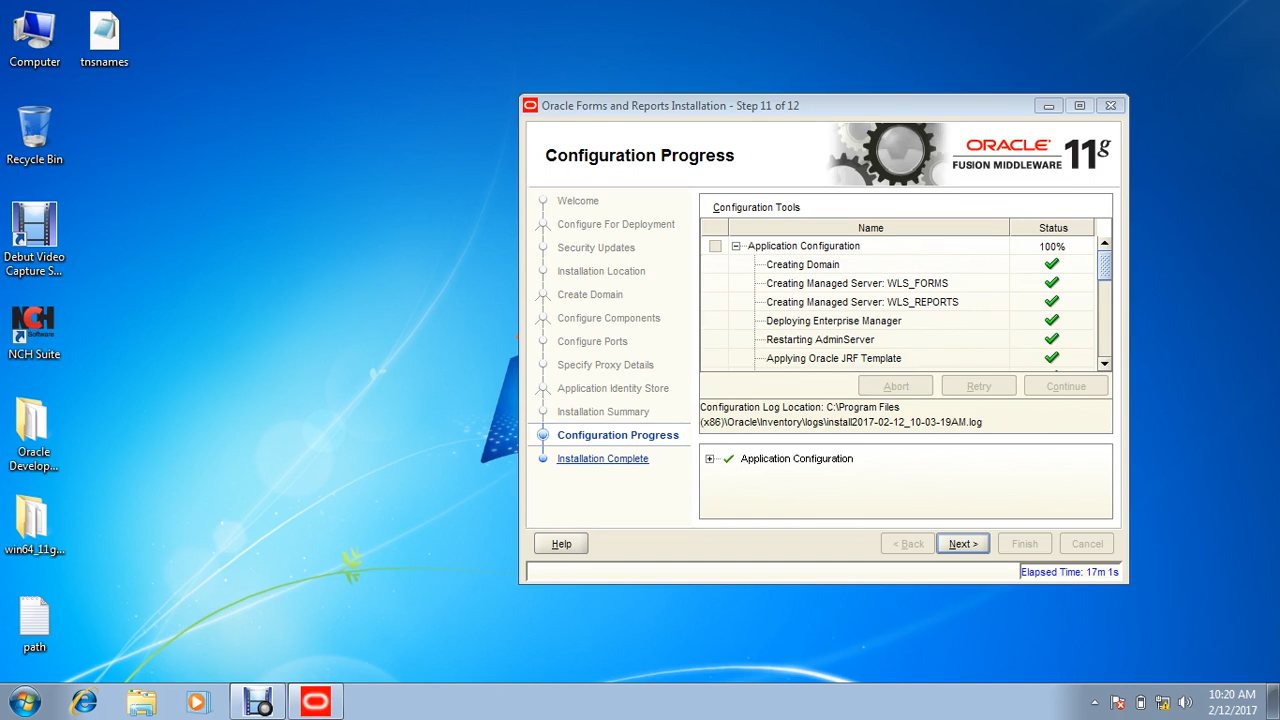 Computer
tnsnames
Recycle Bin
Debut Video
Capture S...
NCH
Software
NCH Suite
Oracle
Develop...
win64_11g...
path
Oracle Forms and Reports Installation - Step 11 of 12
Configuration Progress
ORACLE
FUSION MIDDLEWARE
11g
Welcome
Configure For Deployment
Security Updates
Installation Location
Create Domain
Configure Components
Configure Ports
Specify Proxy Details
Application Identity Store
Installation Summary
Configuration Progress
Installation Complete
Configuration Tools
Name Status
Application Configuration 100%
Creating Domain
Creating Managed Server: WLS_FORMS
Creating Managed Server: WLS_REPORTS
Deploying Enterprise Manager
Restarting AdminServer
Applying Oracle JRF Template
Abort Retry Continue
Configuration Log Location: C:\Program Files
(x86)\Oracle\Inventory\logs\install2017-02-12_10-03-19AM.log
Application Configuration
Help < Back Next > Finish Cancel
Elapsed Time: 17m 1s
10:20 AM
2/12/2017